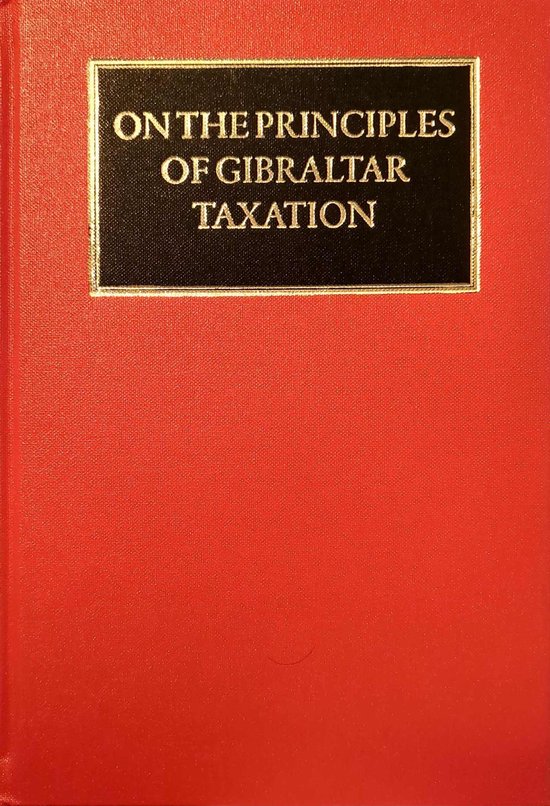 ON THE PRINCIPLES
OF GIBRALTAR
TAXATION